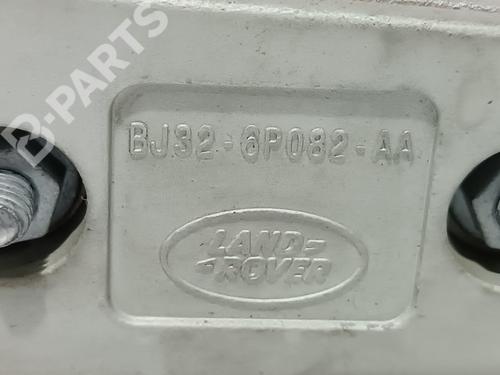 B-PARTS
BJ32-6P082-AA
LAND-
-ROVER